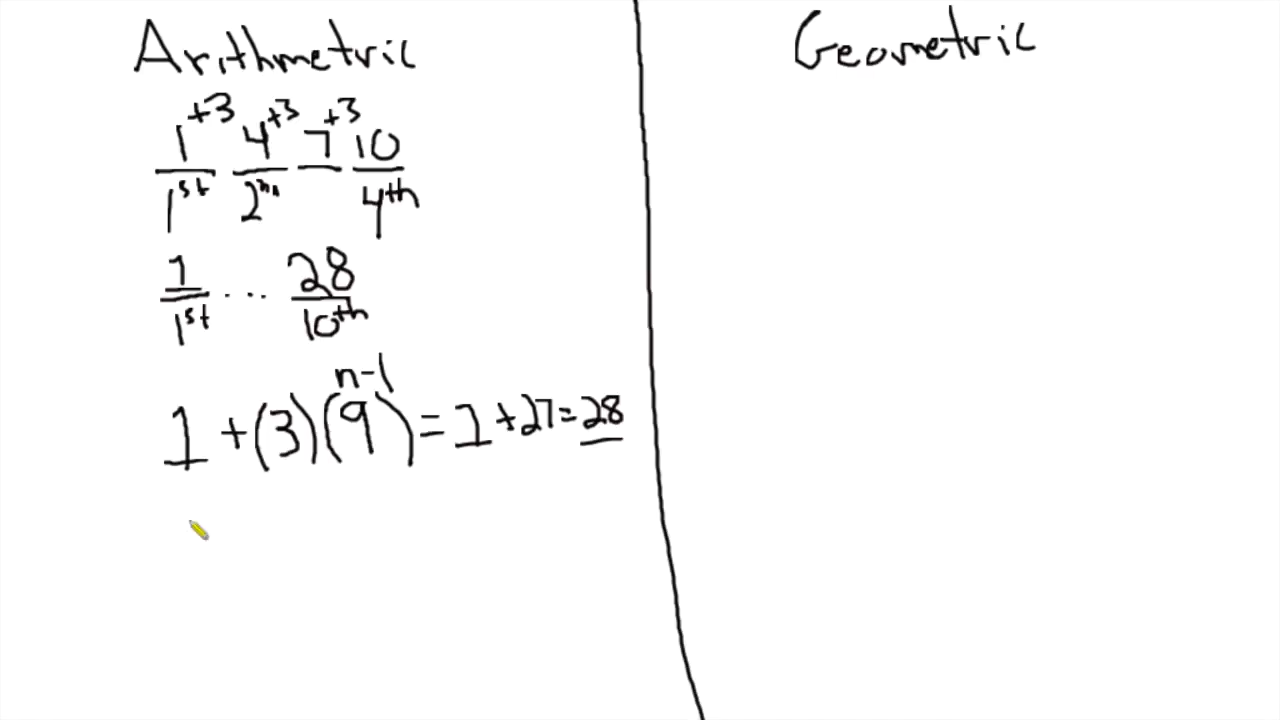 Arithmetric
+3 +3 +3
1 4 7 10
1st 2nd 4th
1 ... 28
1st 10th
n-1
1 + (3)(9) = 1 + 27 = 28
Geometric